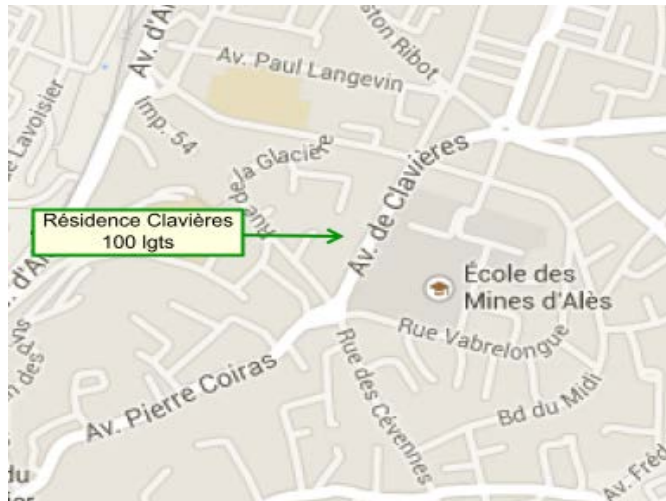 Av. d'A
ston Ribot
Av. Paul Langevin
e Lavoisier
Imp. 54
Rue de
la Glacière
Av. de Clavières
Résidence Clavières
100 lgts
d'A
École des
Mines d'Alès
Rue Vabrelongue
Rue des Cévennes
Av. Pierre Coiras
Bd du Midi
n des
du
Av. Fréd